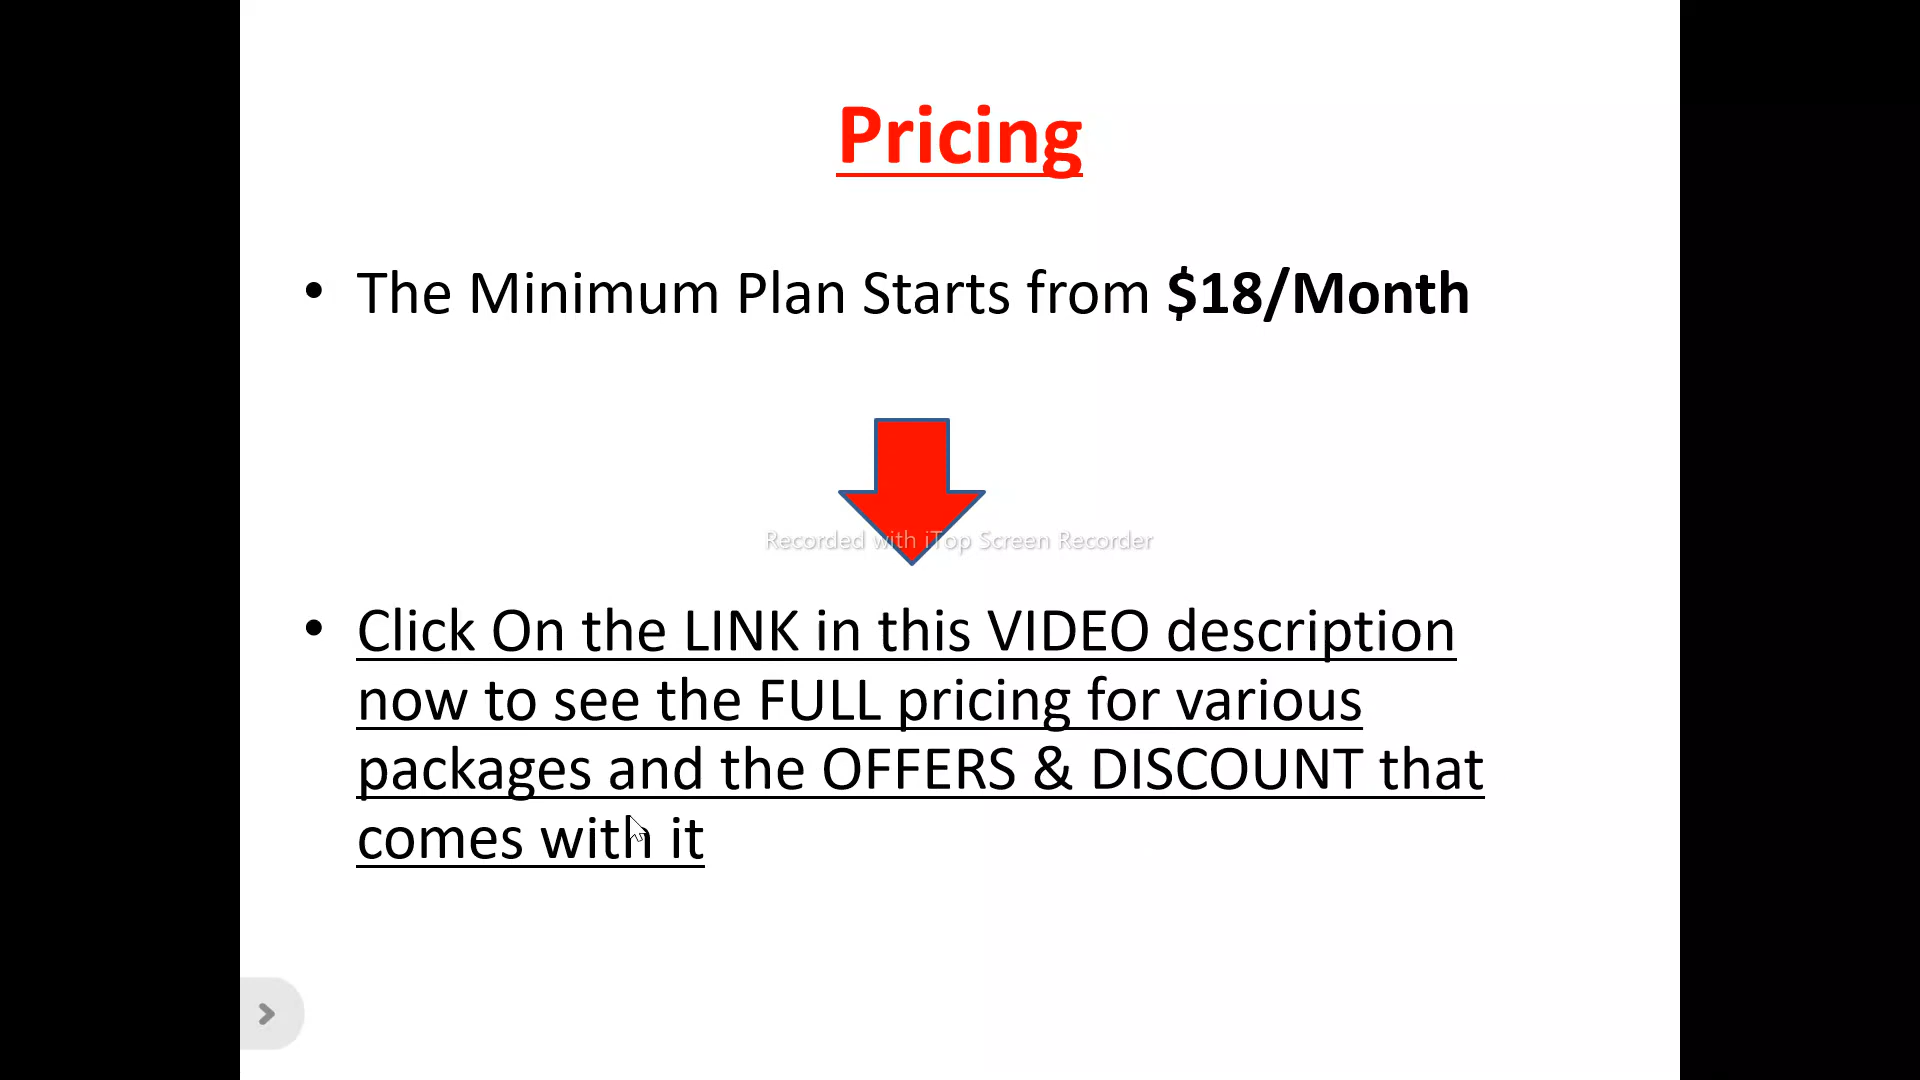 Pricing
• The Minimum Plan Starts from $18/Month
Recorded with iTop Screen Recorder
• Click On the LINK in this VIDEO description
now to see the FULL pricing for various
packages and the OFFERS & DISCOUNT that
comes with it